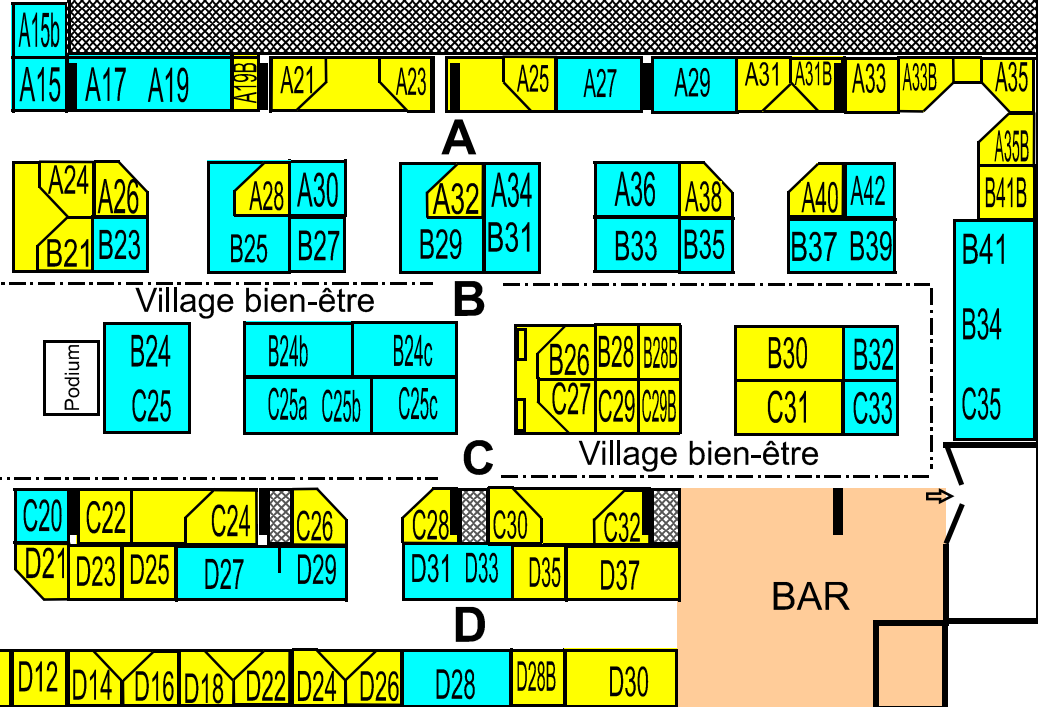 A15b
A15 A17 A19 A19B A21 A23 A25 A27 A29 A31 A31B A33 A33B A35
A
A35B
A24 A26 A28 A30 A32 A34 A36 A38 A40 A42 B41B
B21 B23 B25 B27 B29 B31 B33 B35 B37 B39 B41
Village bien-être B
B34
Podium
B24 B24b B24c B26 B28 B28B B30 B32
C25 C25a C25b C25c C27 C29 C29B C31 C33 C35
C Village bien-être
C20 C22 C24 C26 C28 C30 C32
D21 D23 D25 D27 D29 D31 D33 D35 D37
BAR
D
D12 D14 D16 D18 D22 D24 D26 D28 D28B D30